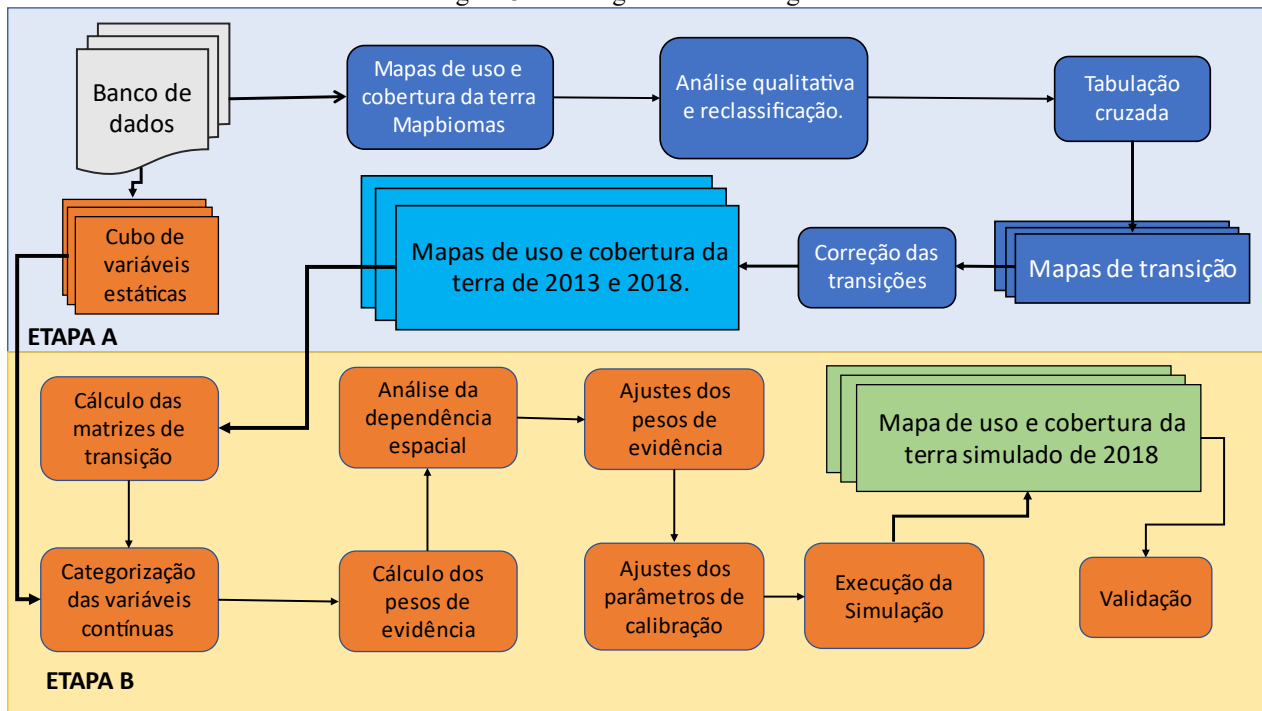 Banco de
dados
Mapas de uso e
cobertura da terra
Mapbiomas
Análise qualitativa
e reclassificação.
Tabulação
cruzada
Cubo de
variáveis
estáticas
Mapas de uso e cobertura da
terra de 2013 e 2018.
Correção das
transições
Mapas de transição
ETAPA A
Cálculo das
matrizes de
transição
Análise da
dependência
espacial
Ajustes dos
pesos de
evidência
Mapa de uso e cobertura da
terra simulado de 2018
Categorização
das variáveis
contínuas
Cálculo dos
pesos de
evidência
Ajustes dos
parâmetros de
calibração
Execução da
Simulação
Validação
ETAPA B